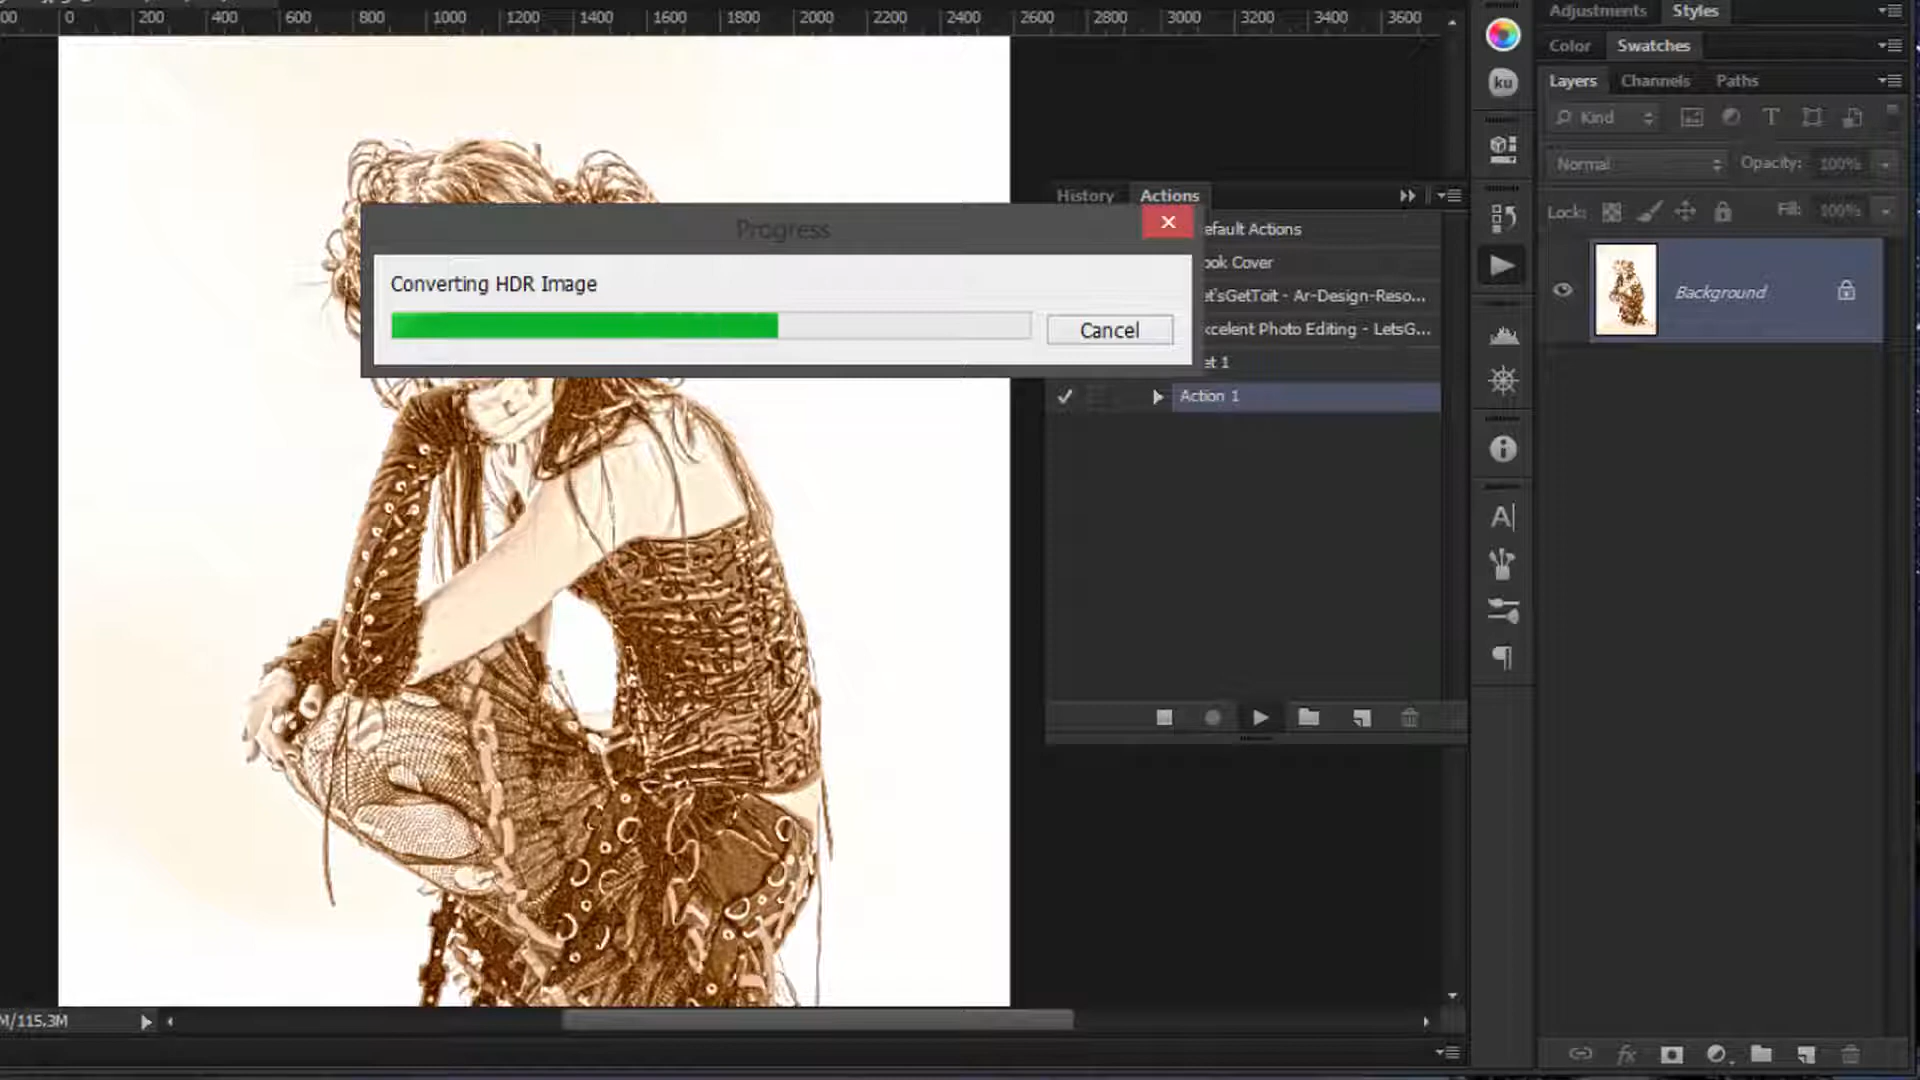 0 200 400 600 800 1000 1200 1400 1600 1800 2000 2200 2400 2600 2800 3000 3200 3400 3600
Adjustments Styles
Color Swatches
Layers Channels Paths
Kind
Normal Opacity: 100%
Lock: Fill: 100%
Background
History Actions
efault Actions
ook Cover
et'sGetToit - Ar-Design-Reso...
xcelent Photo Editing - LetsG...
et 1
Action 1
Progress
Converting HDR Image
Cancel
ku
M/115.3M
fx